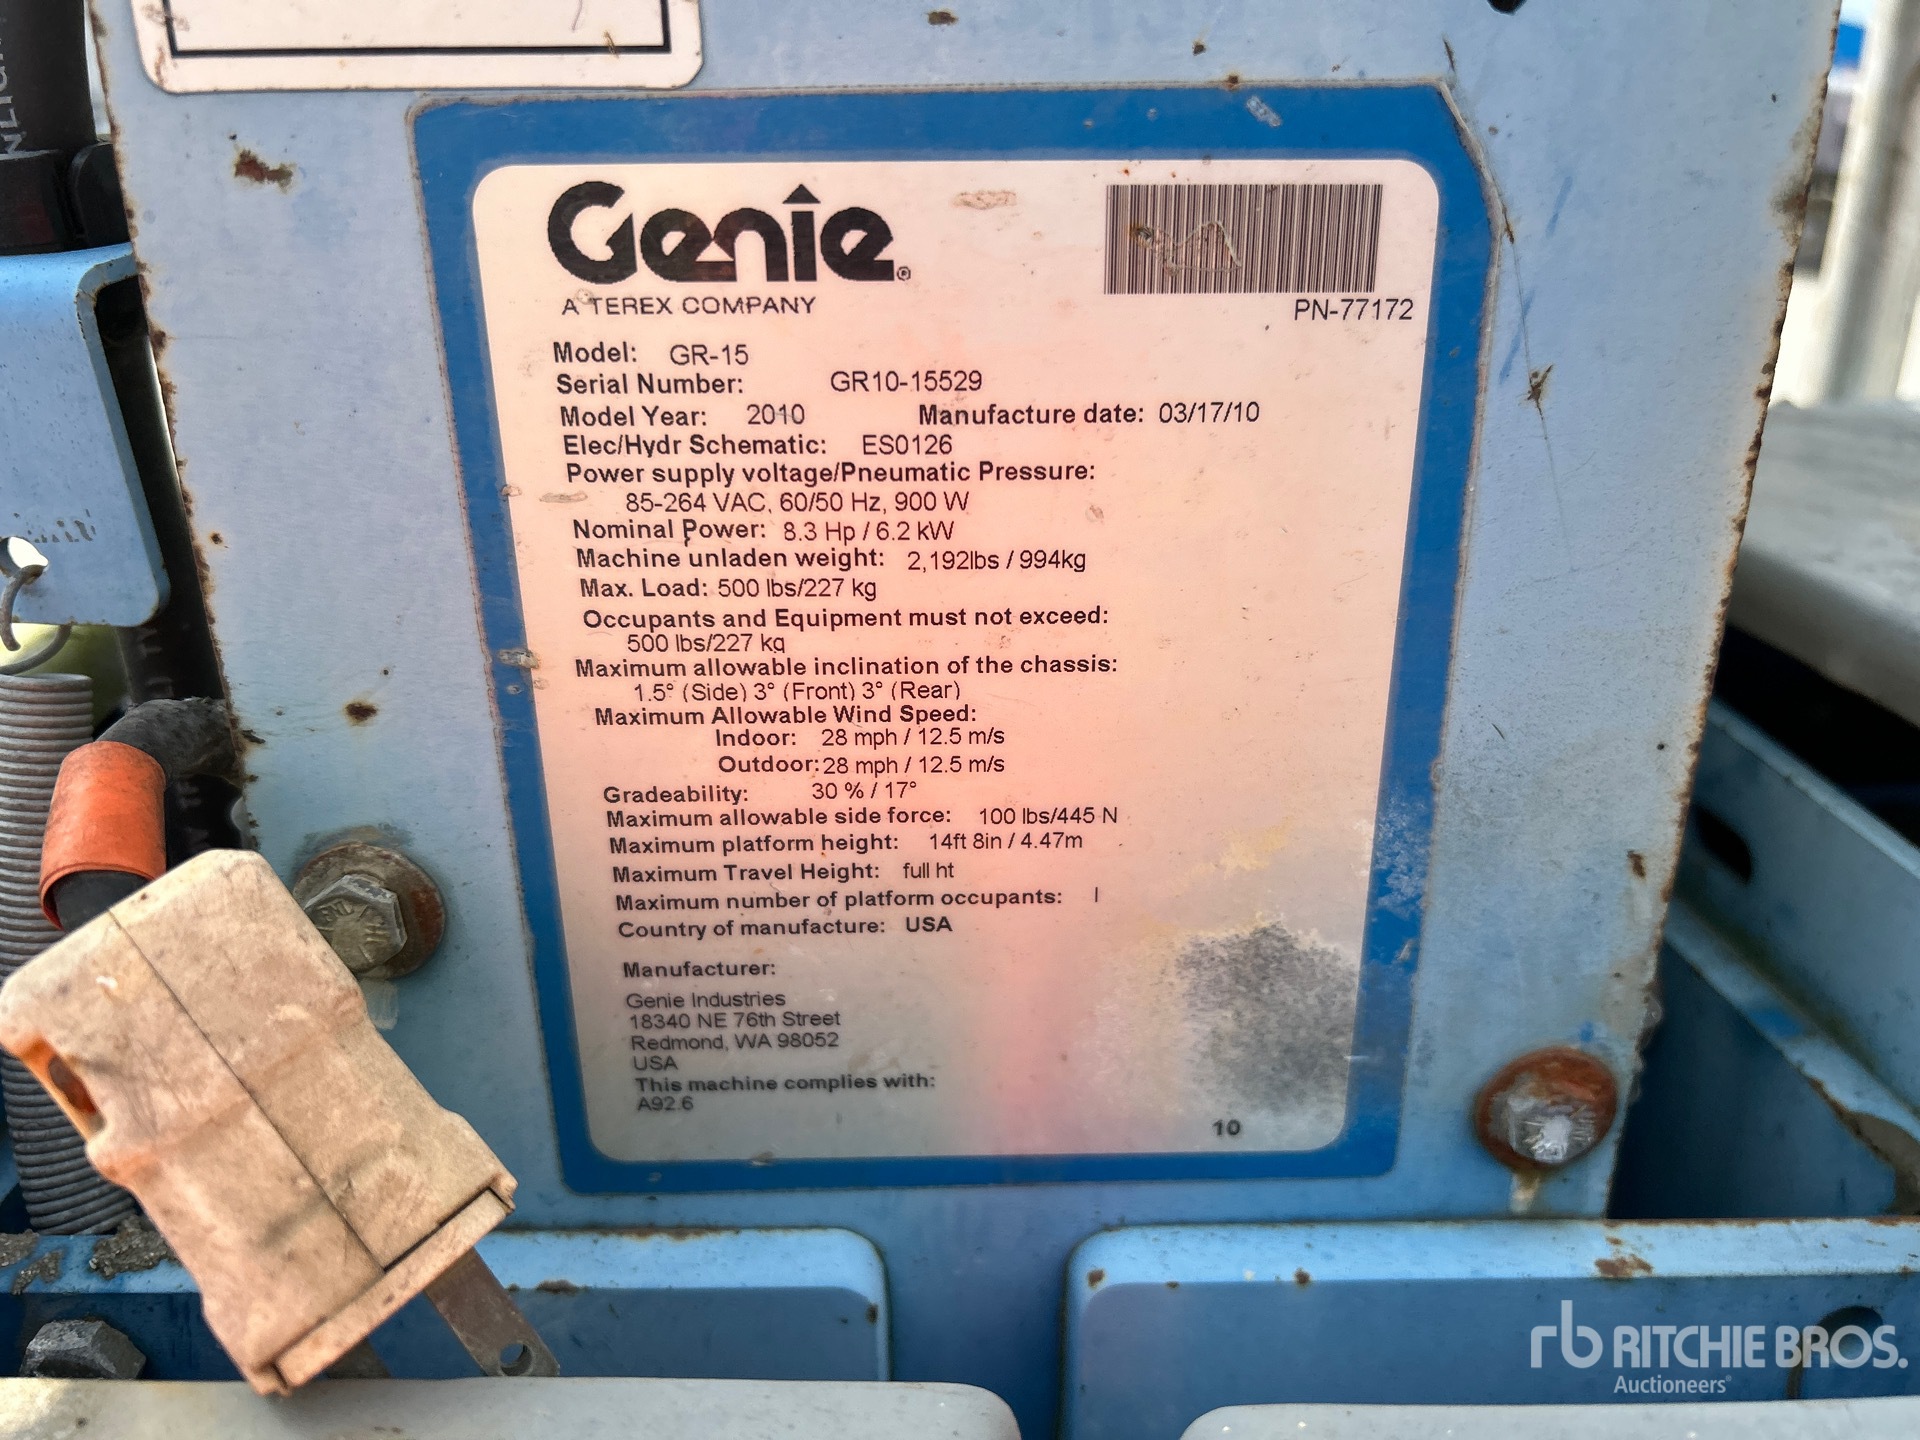 Genie®
A TEREX COMPANY
PN-77172
Model: GR-15
Serial Number: GR10-15529
Model Year: 2010 Manufacture date: 03/17/10
Elec/Hydr Schematic: ES0126
Power supply voltage/Pneumatic Pressure:
85-264 VAC, 60/50 Hz, 900 W
Nominal Power: 8.3 Hp / 6.2 kW
Machine unladen weight: 2,192lbs / 994kg
Max. Load: 500 lbs/227 kg
Occupants and Equipment must not exceed:
500 lbs/227 kg
Maximum allowable inclination of the chassis:
1.5° (Side) 3° (Front) 3° (Rear)
Maximum Allowable Wind Speed:
Indoor: 28 mph / 12.5 m/s
Outdoor: 28 mph / 12.5 m/s
Gradeability: 30 % / 17°
Maximum allowable side force: 100 lbs/445 N
Maximum platform height: 14ft 8in / 4.47m
Maximum Travel Height: full ht
Maximum number of platform occupants: 1
Country of manufacture: USA
Manufacturer:
Genie Industries
18340 NE 76th Street
Redmond, WA 98052
USA
This machine complies with:
A92.6
10
rb RITCHIE BROS.
Auctioneers